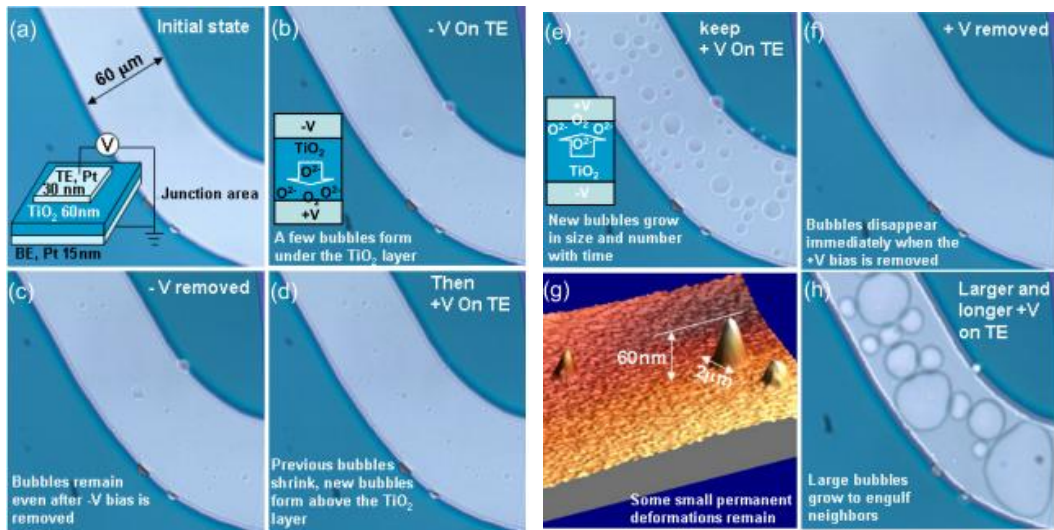 (a)
Initial state
60 μm
V
TE, Pt
30 nm
TiO₂ 60nm
BE, Pt 15nm
Junction area
(b)
- V On TE
-V
TiO₂
O²⁻
O²⁻ O₂ O²⁻
+V
A few bubbles form
under the TiO₂ layer
(c)
- V removed
Bubbles remain
even after -V bias is
removed
(d)
Then
+V On TE
Previous bubbles
shrink, new bubbles
form above the TiO₂
layer
(e)
keep
+ V On TE
+V
O²⁻ O₂ O²⁻
O²⁻
TiO₂
-V
New bubbles grow
in size and number
with time
(f)
+ V removed
Bubbles disappear
immediately when the
+V bias is removed
(g)
60nm
2μm
Some small permanent
deformations remain
(h)
Larger and
longer +V
on TE
Large bubbles
grow to engulf
neighbors